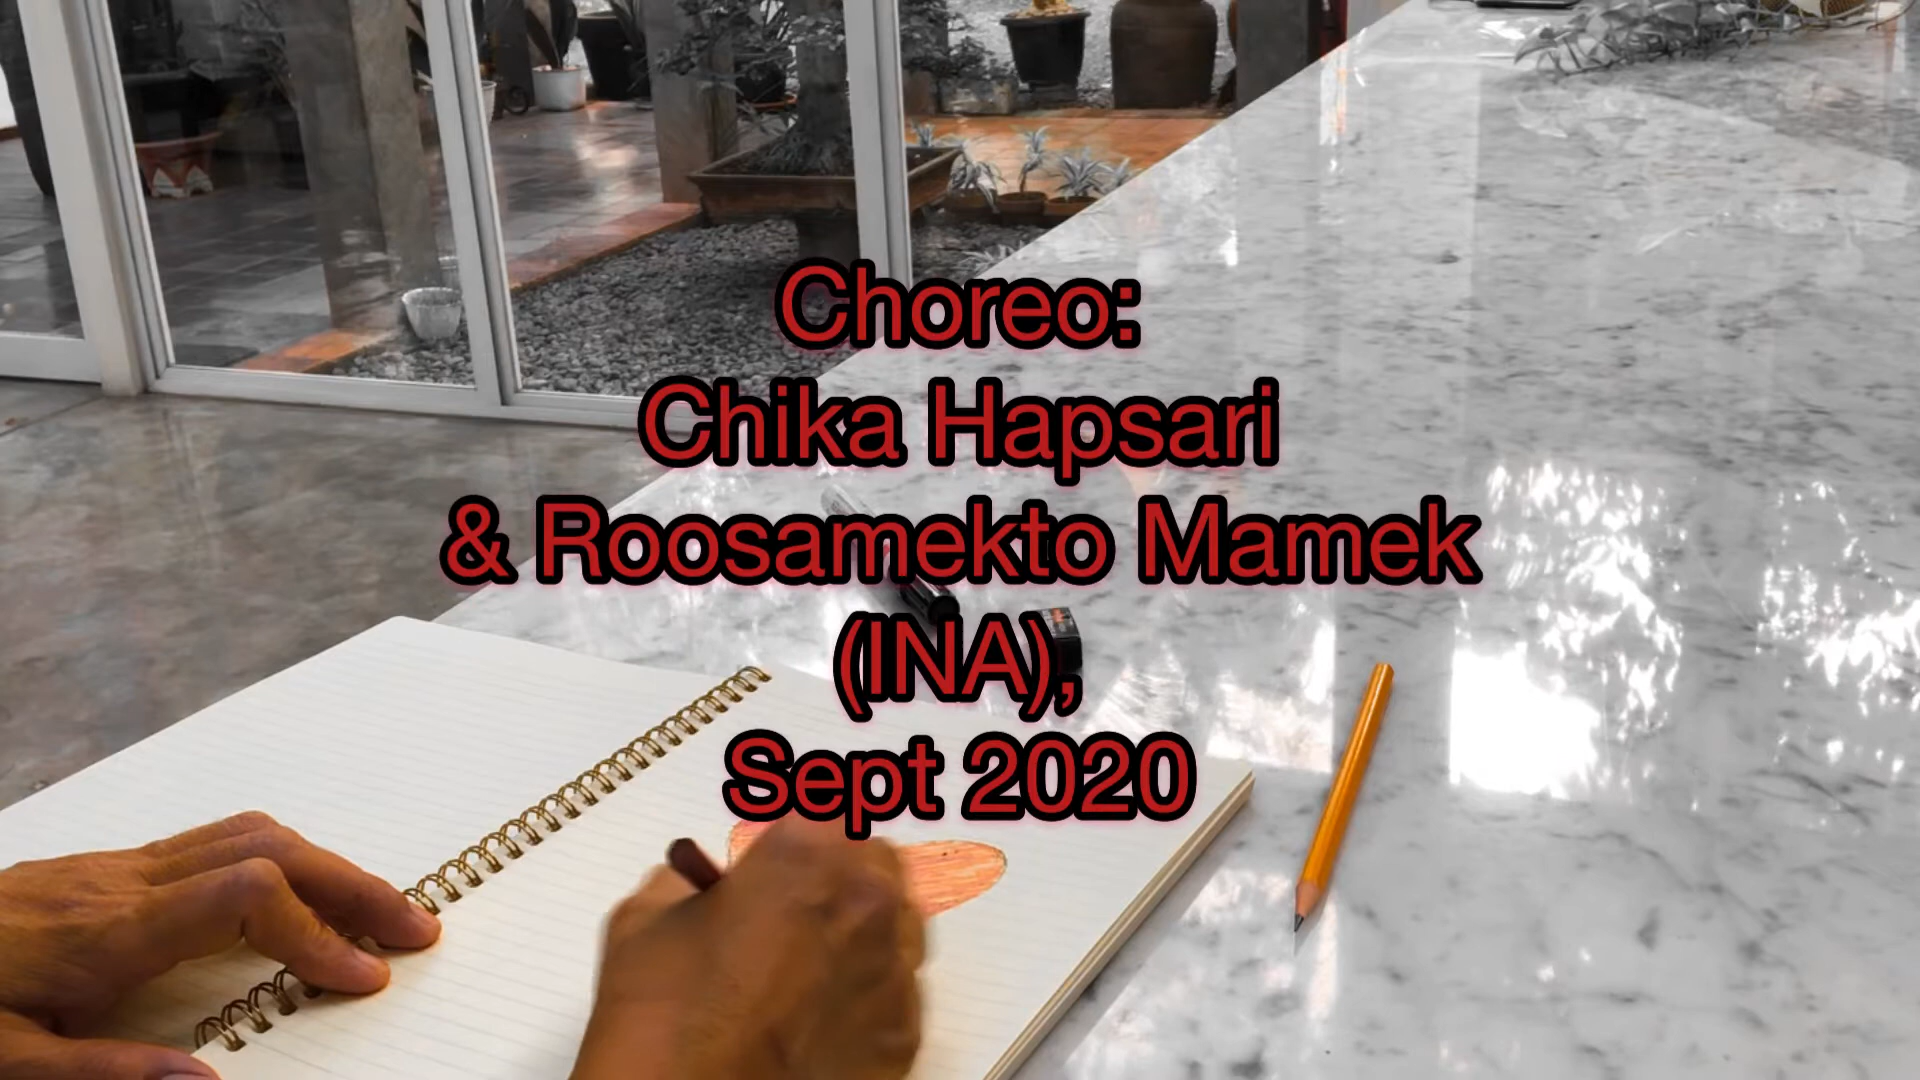 Choreo:
Chika Hapsari
& Roosamekto Mamek
(INA),
Sept 2020